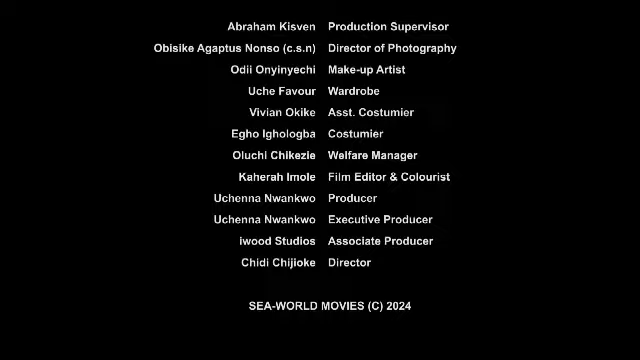 Abraham Kisven Production Supervisor
Obisike Agaptus Nonso (c.s.n) Director of Photography
Odii Onyinyechi Make-up Artist
Uche Favour Wardrobe
Vivian Okike Asst. Costumier
Egho Ighologba Costumier
Oluchi Chikezie Welfare Manager
Kaherah Imole Film Editor & Colourist
Uchenna Nwankwo Producer
Uchenna Nwankwo Executive Producer
iwood Studios Associate Producer
Chidi Chijioke Director
SEA-WORLD MOVIES (C) 2024